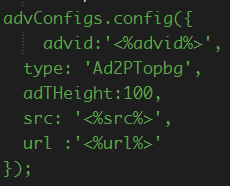 advConfigs.config({
    advid:'<%advid%>',
  type: 'Ad2PTopbg',
  adTHeight:100,
  src: '<%src%>',
  url :'<%url%>'
});